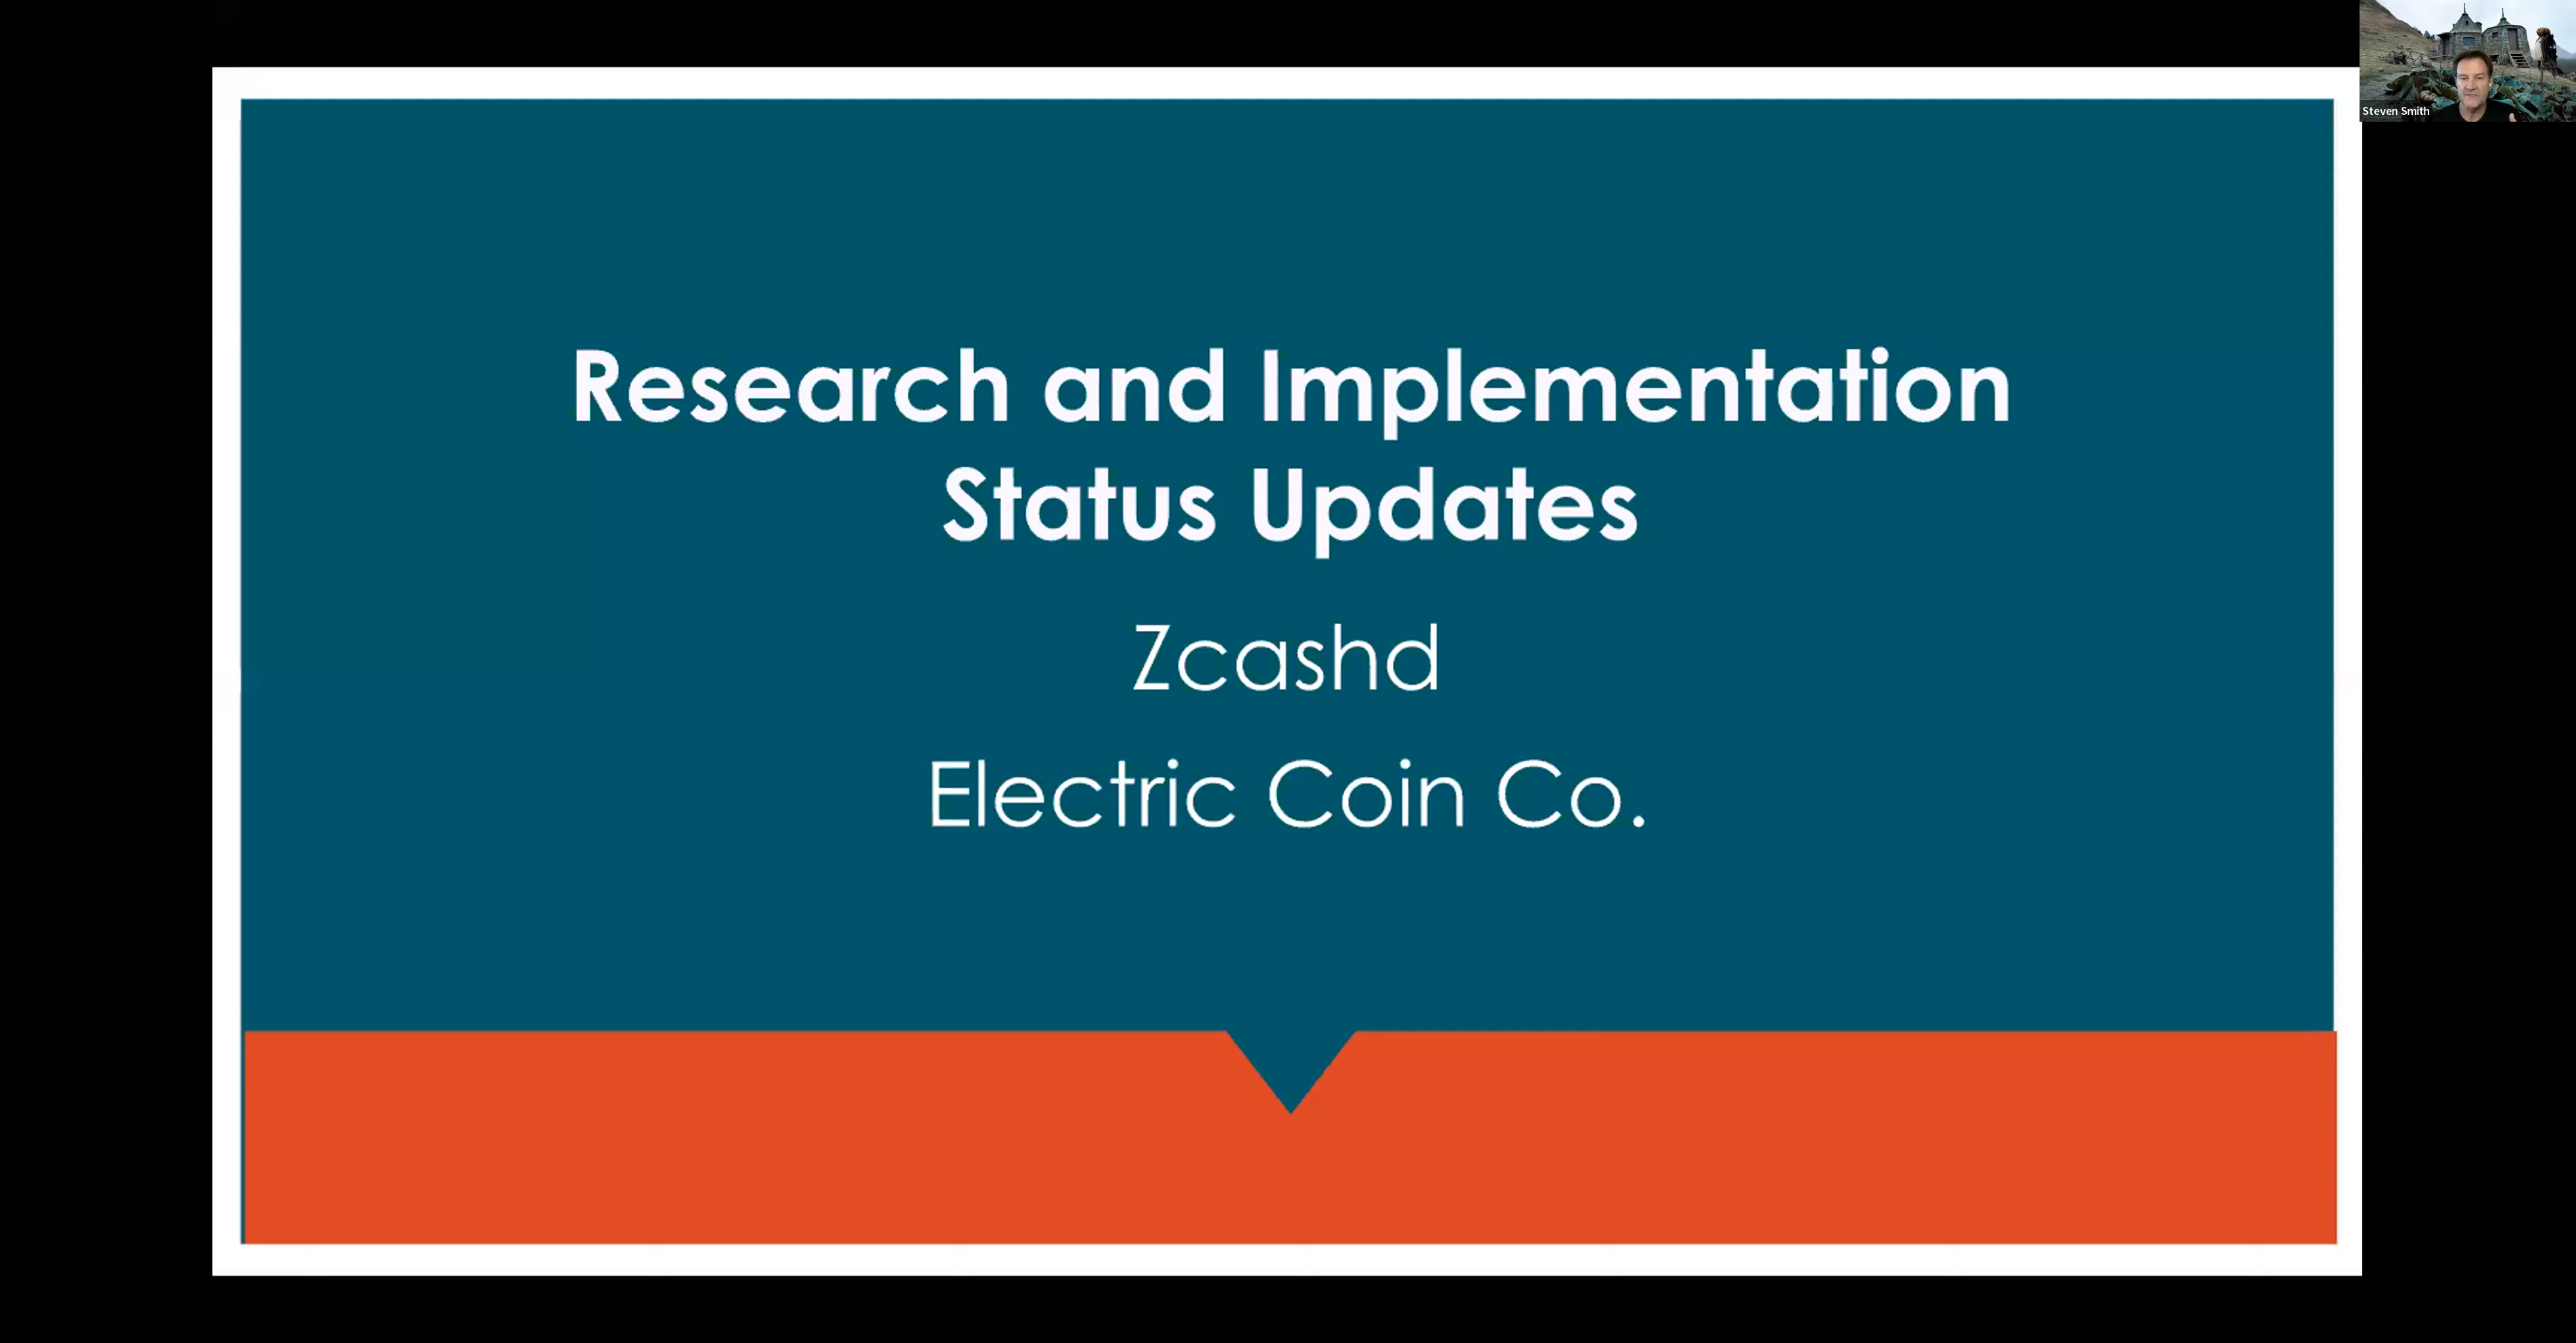 Steven Smith
Research and Implementation
Status Updates
Zcashd
Electric Coin Co.